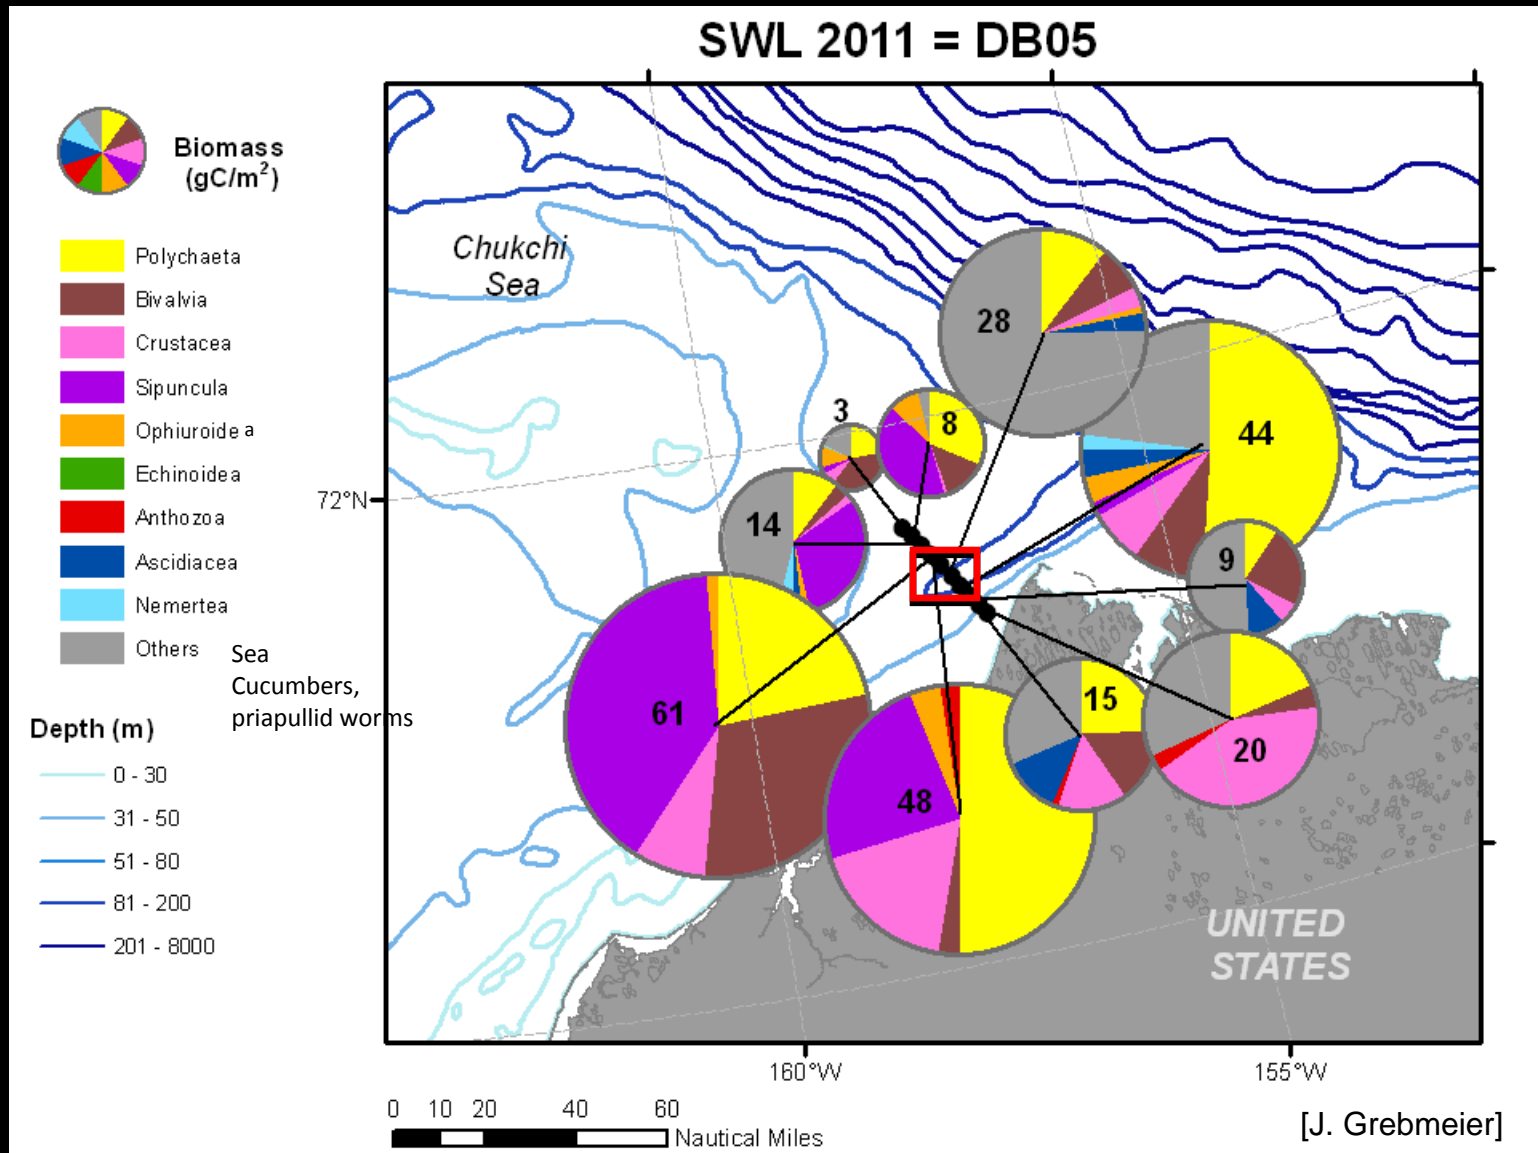 SWL 2011 = DB05
Biomass
(gC/m²)
Polychaeta
Bivalvia
Crustacea
Sipuncula
Ophiuroidea
Echinoidea
Anthozoa
Ascidiacea
Nemertea
Others
Sea
Cucumbers,
priapullid worms
Depth (m)
0 - 30
31 - 50
51 - 80
81 - 200
201 - 8000
Chukchi
Sea
28
3
8
44
72°N
14
9
61
15
48
20
UNITED
STATES
160°W
155°W
0 10 20 40 60
Nautical Miles
[J. Grebmeier]